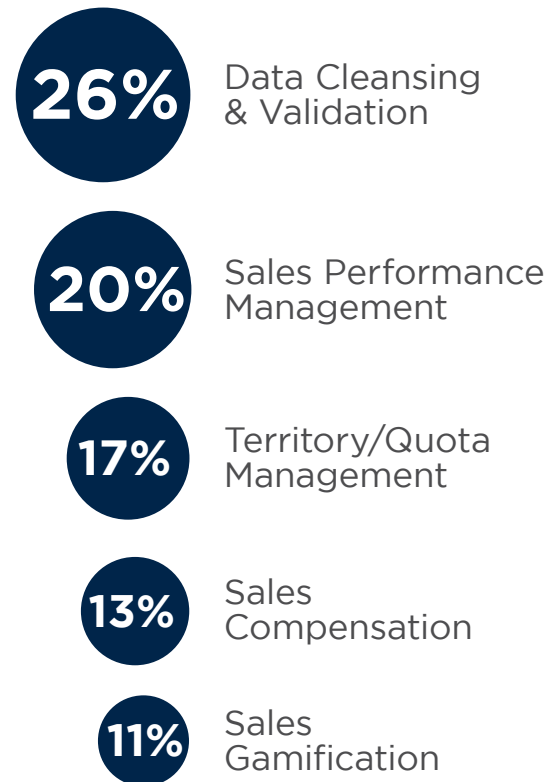 26%
Data Cleansing
& Validation
20%
Sales Performance
Management
17%
Territory/Quota
Management
13%
Sales
Compensation
11%
Sales
Gamification